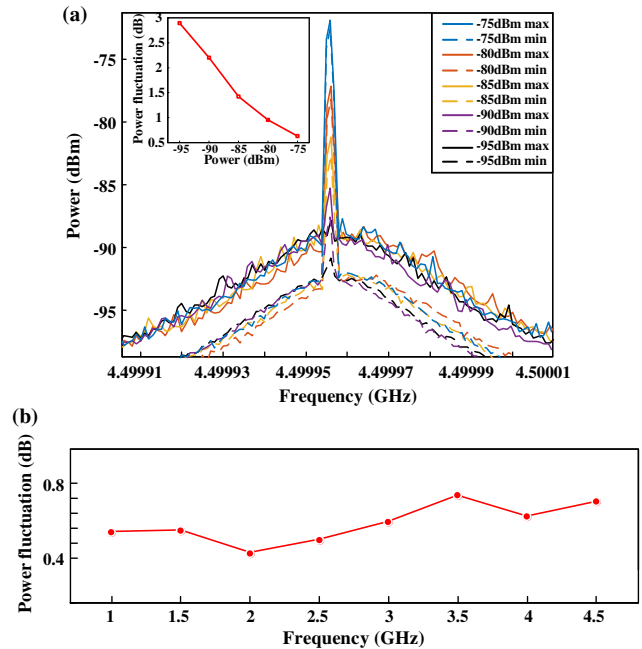 (a)
Power (dBm)
-75
-80
-85
-90
-95
Power fluctuation (dB)
3
2.5
2
1.5
1
0.5
-95 -90 -85 -80 -75
Power (dBm)
-75dBm max
-75dBm min
-80dBm max
-80dBm min
-85dBm max
-85dBm min
-90dBm max
-90dBm min
-95dBm max
-95dBm min
4.49991 4.49993 4.49995 4.49997 4.49999 4.50001
Frequency (GHz)
(b)
Power fluctuation (dB)
0.8
0.4
1 1.5 2 2.5 3 3.5 4 4.5
Frequency (GHz)